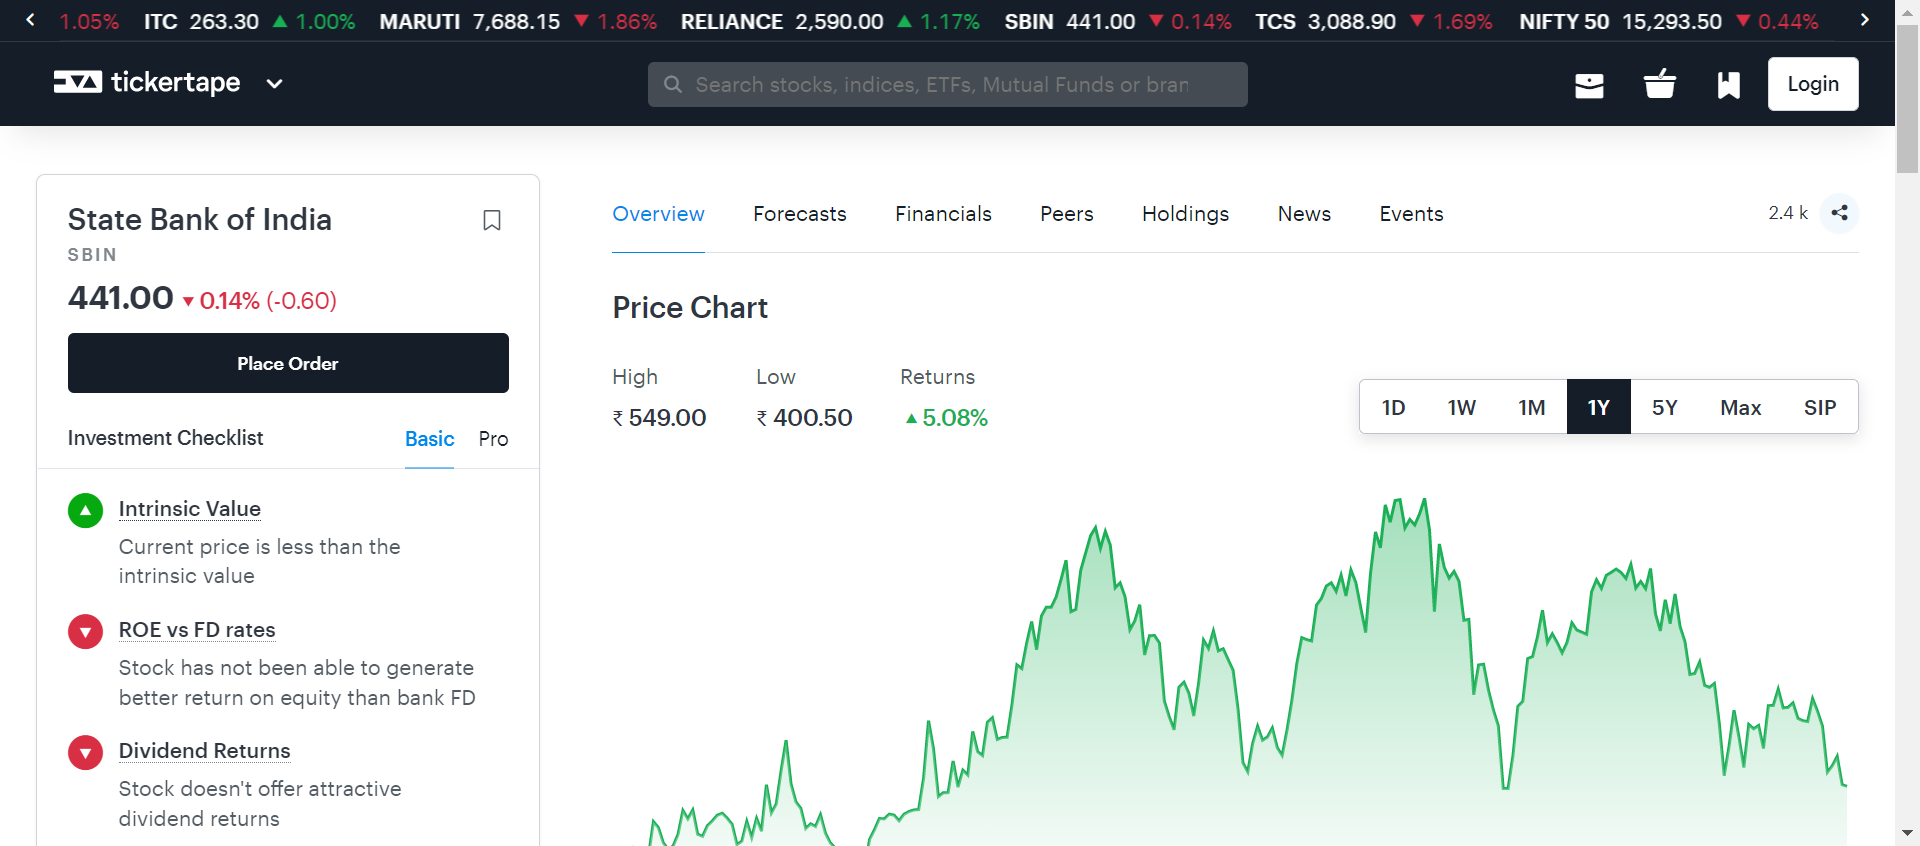 1.05% ITC 263.30 ▲ 1.00% MARUTI 7,688.15 ▼ 1.86% RELIANCE 2,590.00 ▲ 1.17% SBIN 441.00 ▼ 0.14% TCS 3,088.90 ▼ 1.69% NIFTY 50 15,293.50 ▼ 0.44%
tickertape
Search stocks, indices, ETFs, Mutual Funds or bran
Login
State Bank of India
SBIN
441.00 ▼ 0.14% (-0.60)
Place Order
Investment Checklist Basic Pro
Intrinsic Value
Current price is less than the
intrinsic value
ROE vs FD rates
Stock has not been able to generate
better return on equity than bank FD
Dividend Returns
Stock doesn't offer attractive
dividend returns
Overview Forecasts Financials Peers Holdings News Events 2.4 k
Price Chart
High Low Returns
₹ 549.00 ₹ 400.50 ▲ 5.08%
1D 1W 1M 1Y 5Y Max SIP